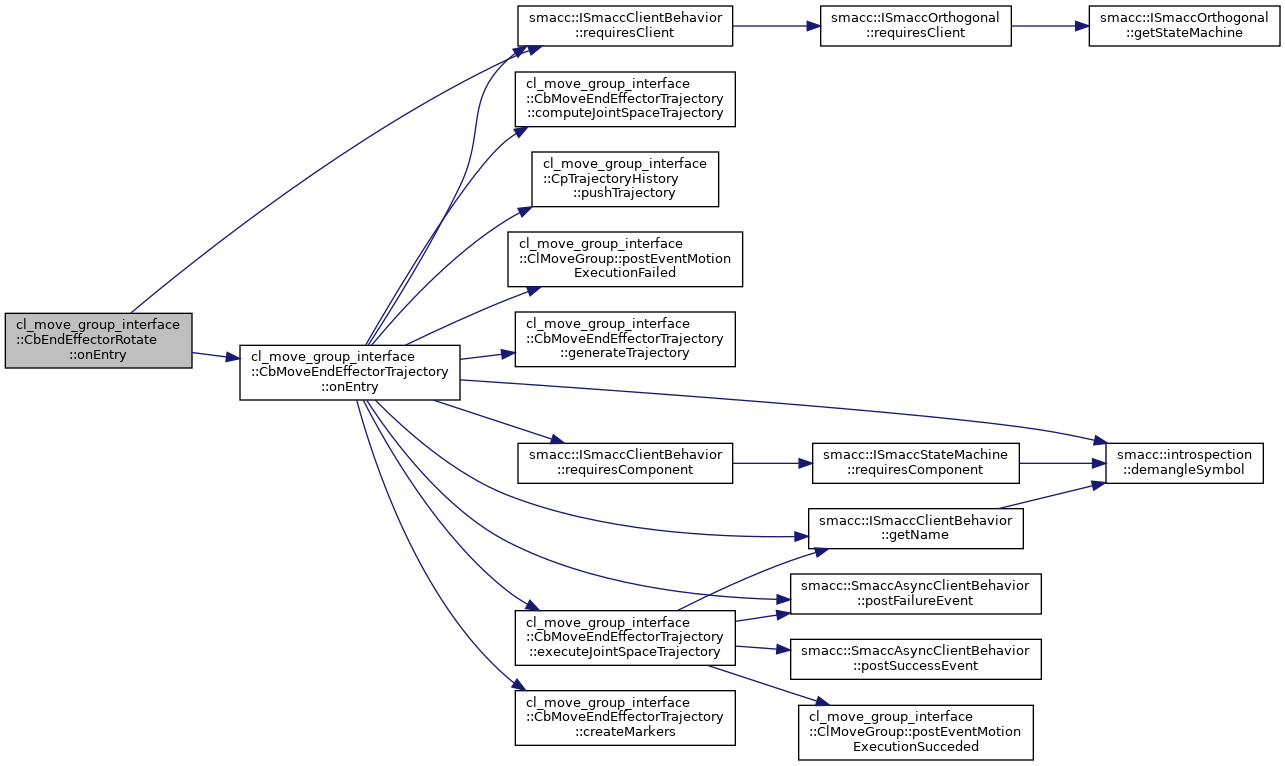 smacc::ISmaccClientBehavior
::requiresClient
smacc::ISmaccOrthogonal
::requiresClient
smacc::ISmaccOrthogonal
::getStateMachine
cl_move_group_interface
::CbMoveEndEffectorTrajectory
::computeJointSpaceTrajectory
cl_move_group_interface
::CpTrajectoryHistory
::pushTrajectory
cl_move_group_interface
::ClMoveGroup::postEventMotion
ExecutionFailed
cl_move_group_interface
::CbEndEffectorRotate
::onEntry
cl_move_group_interface
::CbMoveEndEffectorTrajectory
::generateTrajectory
cl_move_group_interface
::CbMoveEndEffectorTrajectory
::onEntry
smacc::ISmaccClientBehavior
::requiresComponent
smacc::ISmaccStateMachine
::requiresComponent
smacc::introspection
::demangleSymbol
smacc::ISmaccClientBehavior
::getName
smacc::SmaccAsyncClientBehavior
::postFailureEvent
cl_move_group_interface
::CbMoveEndEffectorTrajectory
::executeJointSpaceTrajectory
smacc::SmaccAsyncClientBehavior
::postSuccessEvent
cl_move_group_interface
::CbMoveEndEffectorTrajectory
::createMarkers
cl_move_group_interface
::ClMoveGroup::postEventMotion
ExecutionSucceded